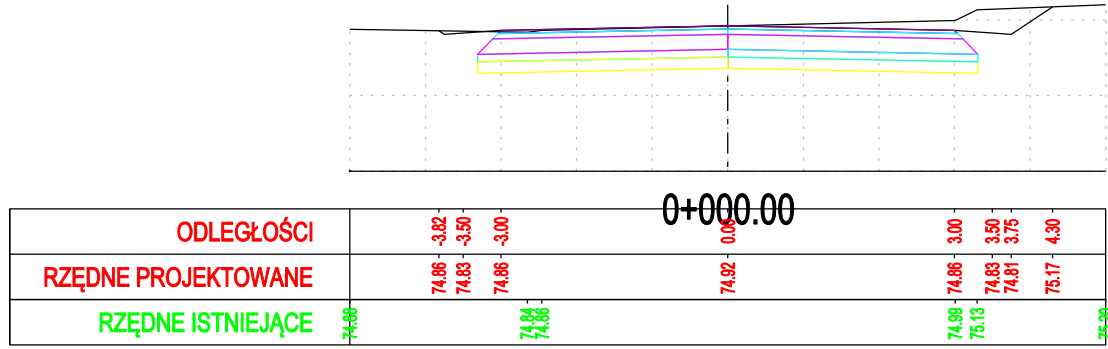 0+000.00
ODLEGŁOŚCI -3.82 -3.50 -3.00 0.00 3.00 3.50 3.75 4.30
RZĘDNE PROJEKTOWANE 74.86 74.83 74.86 74.92 74.86 74.83 74.81 75.17
RZĘDNE ISTNIEJĄCE 74.88 74.84 74.86 74.99 75.13